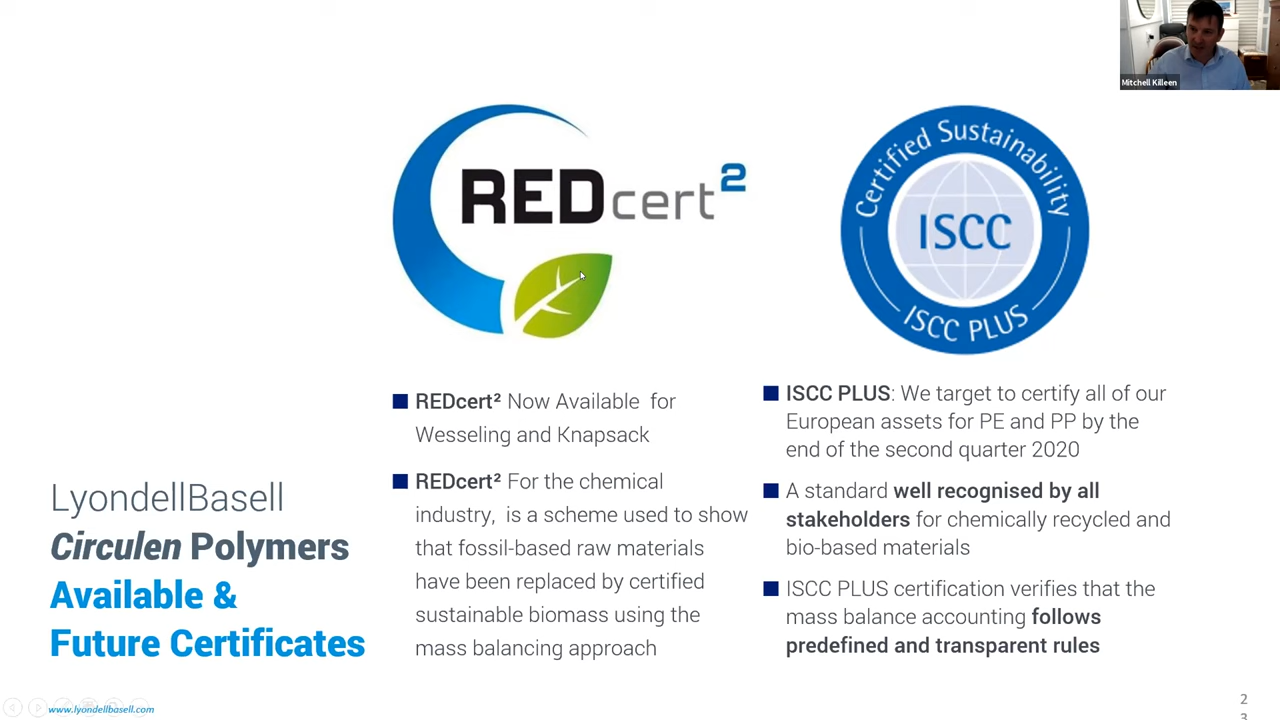 Mitchell Killeen
REDcert²
Certified Sustainability
ISCC
ISCC PLUS
LyondellBasell
Circulen Polymers
Available &
Future Certificates
REDcert² Now Available for
Wesseling and Knapsack
REDcert² For the chemical
industry, is a scheme used to show
that fossil-based raw materials
have been replaced by certified
sustainable biomass using the
mass balancing approach
ISCC PLUS: We target to certify all of our
European assets for PE and PP by the
end of the second quarter 2020
A standard well recognised by all
stakeholders for chemically recycled and
bio-based materials
ISCC PLUS certification verifies that the
mass balance accounting follows
predefined and transparent rules
www.lyondellbasell.com
2
3